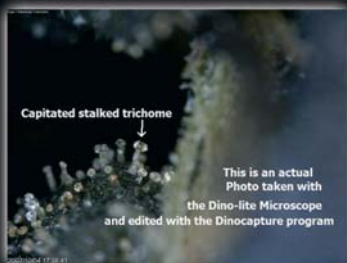 Capitated stalked trichome
This is an actual
Photo taken with
the Dino-lite Microscope
and edited with the Dinocapture program